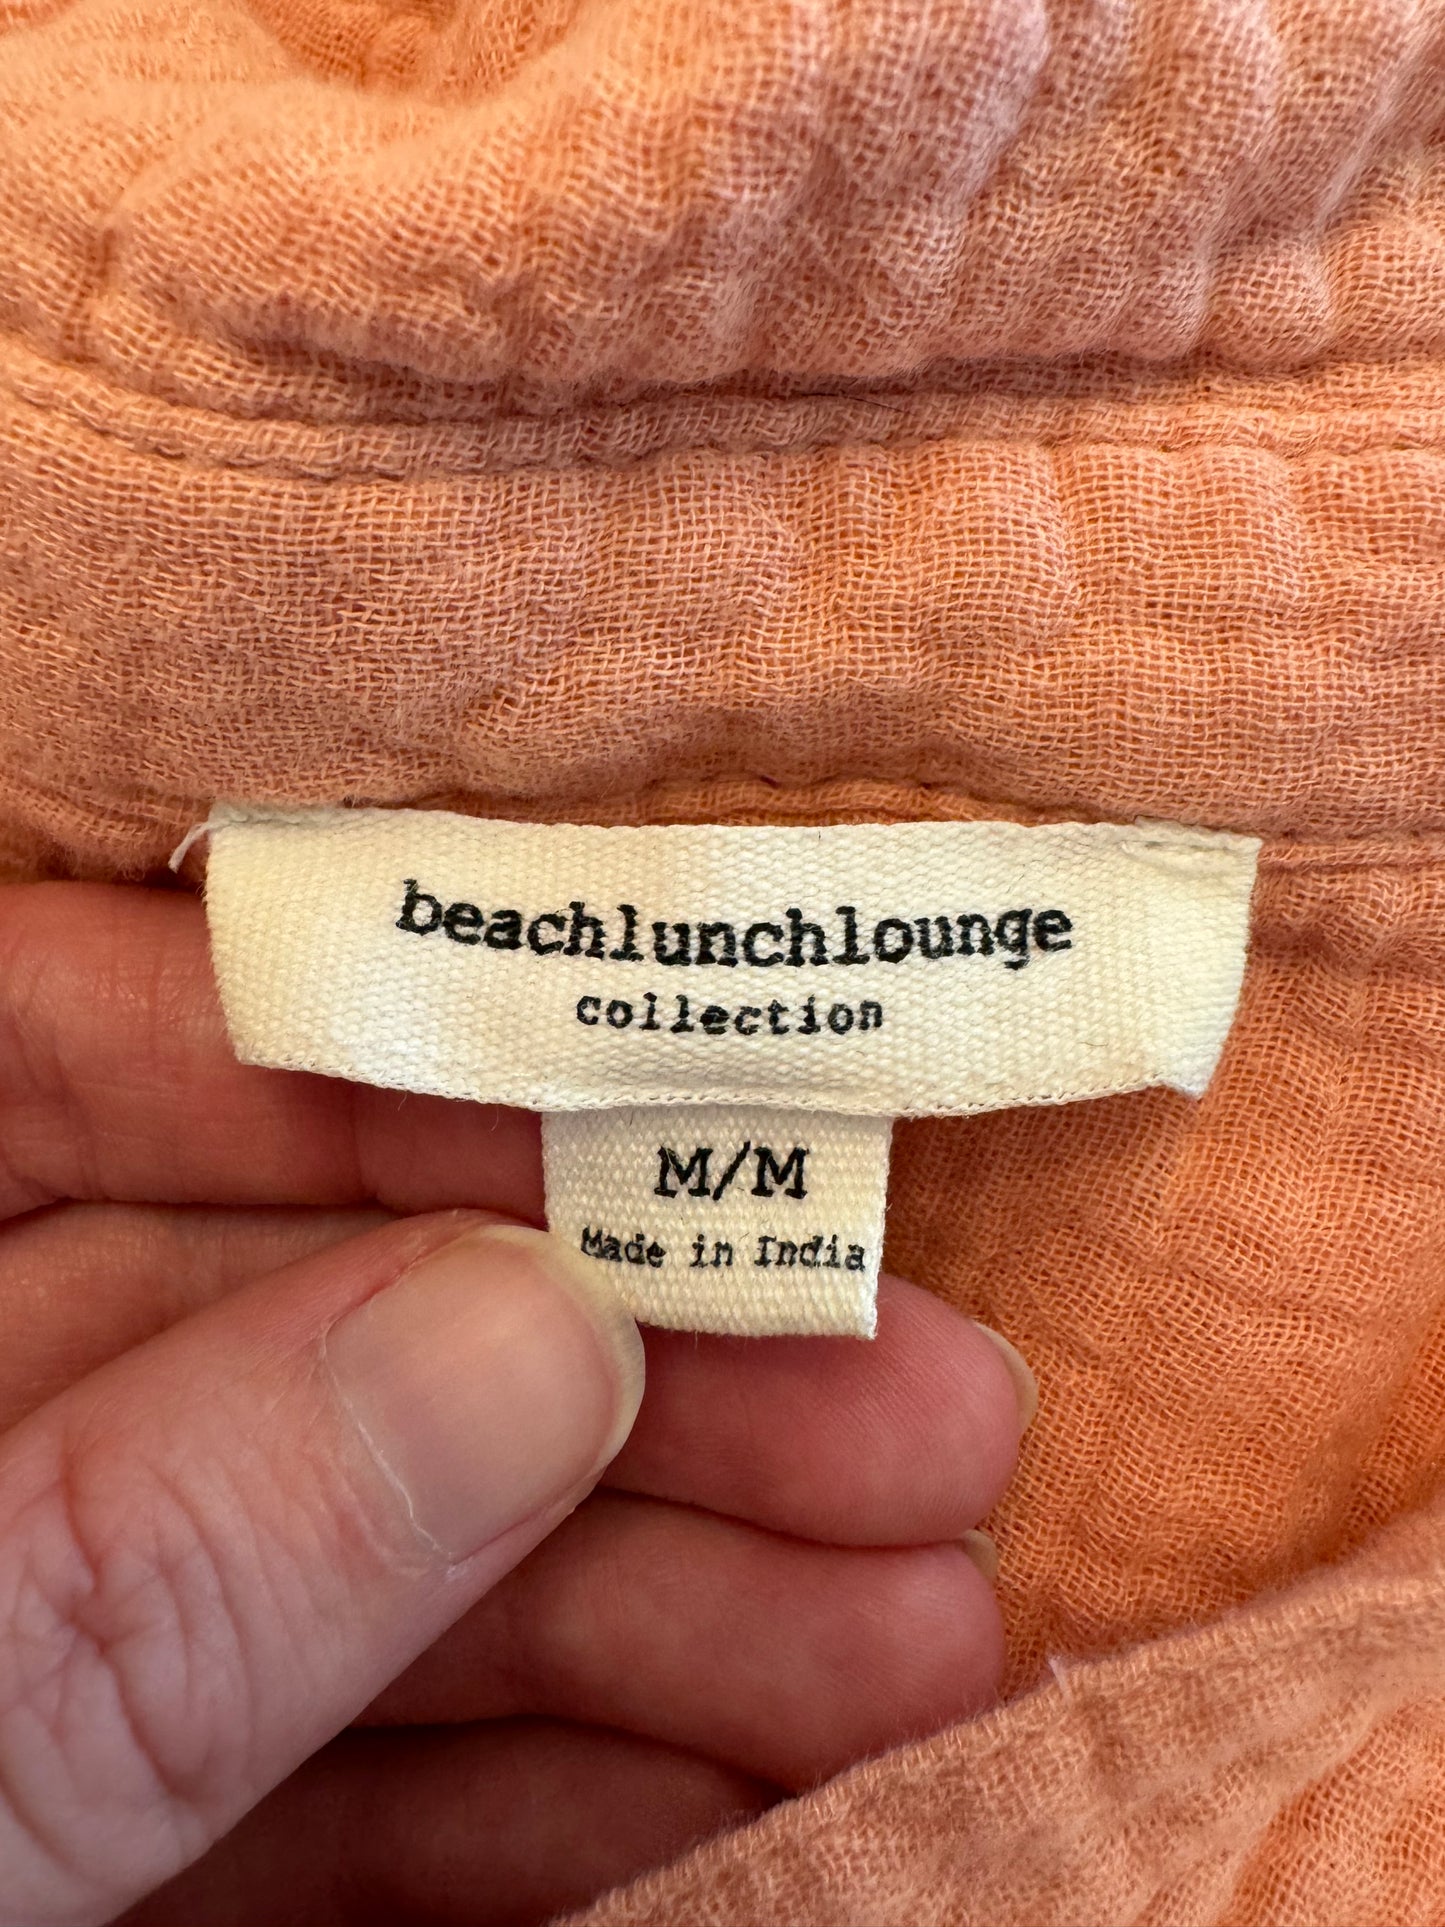 beachlunchlounge
collection
M/M
Made in India